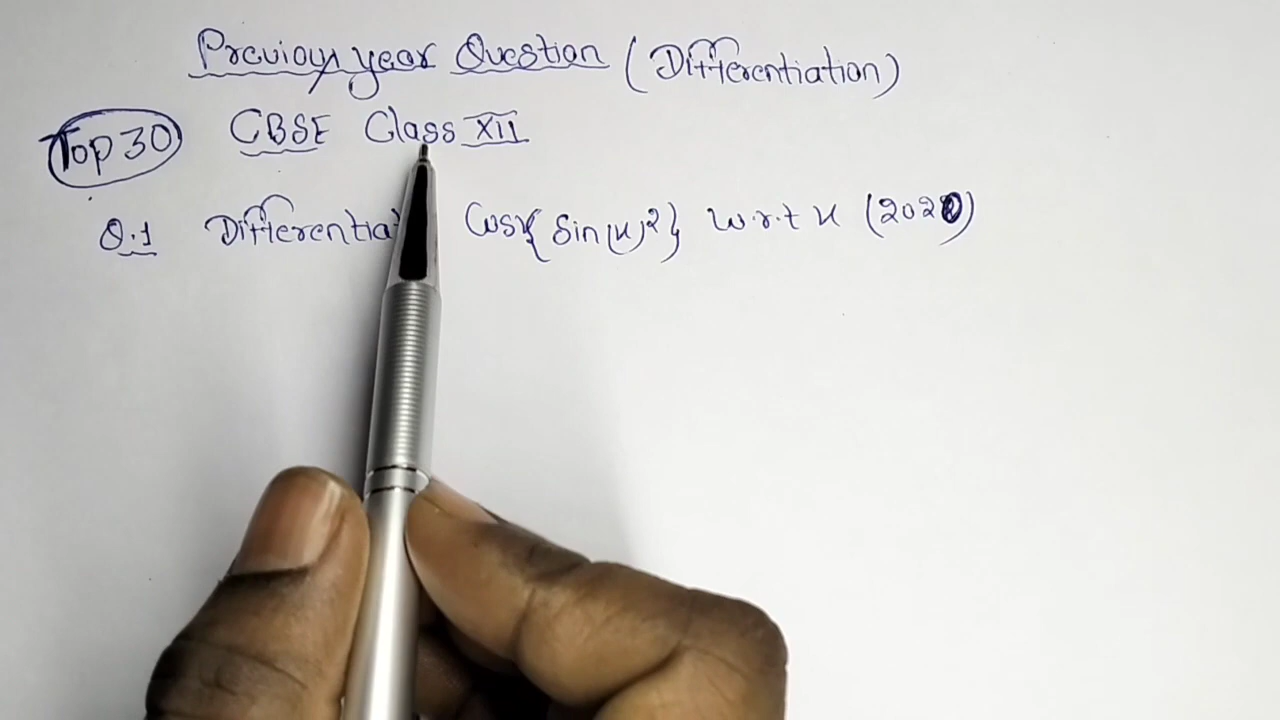 Previous year Question (Differentiation)
Top 30 CBSE Class XII
Q.1 Differentia Cos{ Sin(x)²} w.r.t x (2020)